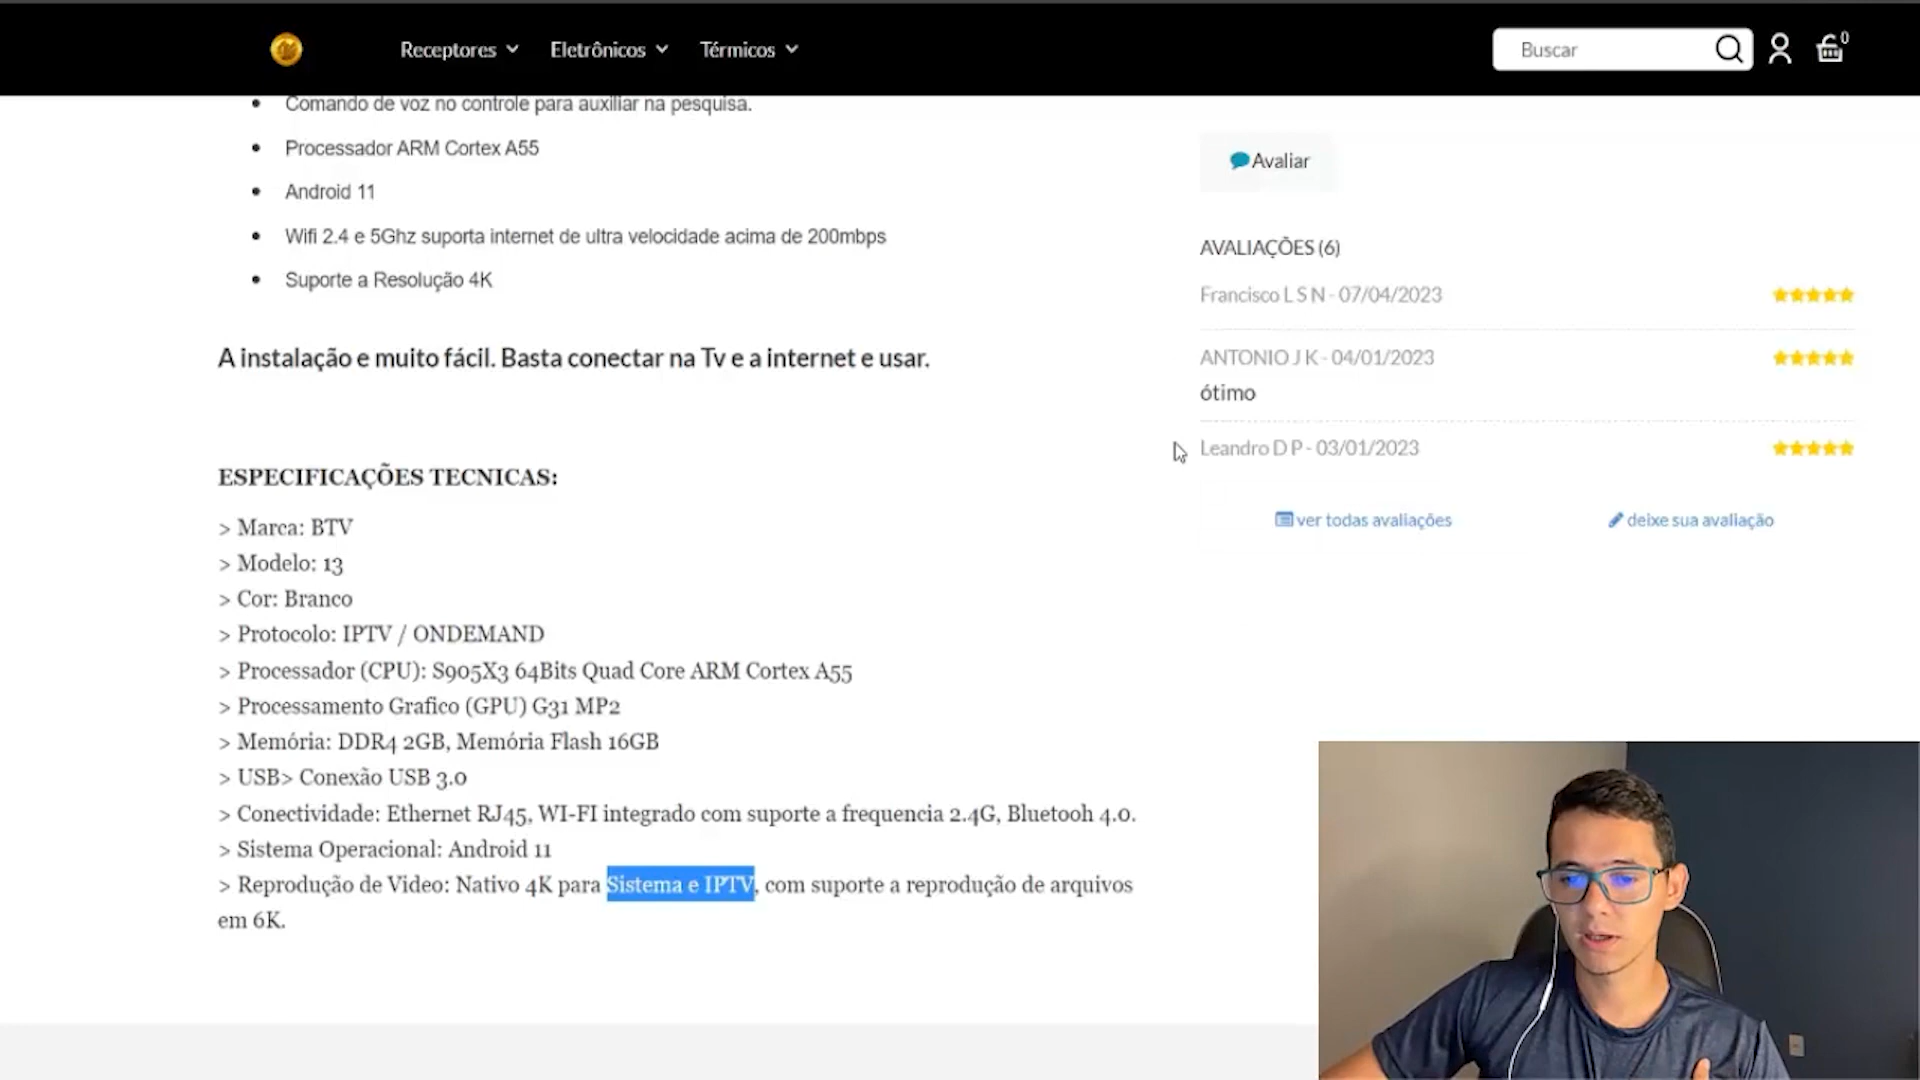 Receptores
Eletrônicos
Térmicos
Buscar
0
Comando de voz no controle para auxiliar na pesquisa.
Processador ARM Cortex A55
Android 11
Wifi 2.4 e 5Ghz suporta internet de ultra velocidade acima de 200mbps
Suporte a Resolução 4K
A instalação e muito fácil. Basta conectar na Tv e a internet e usar.
ESPECIFICAÇÕES TECNICAS:
> Marca: BTV
> Modelo: 13
> Cor: Branco
> Protocolo: IPTV / ONDEMAND
> Processador (CPU): S905X3 64Bits Quad Core ARM Cortex A55
> Processamento Grafico (GPU) G31 MP2
> Memória: DDR4 2GB, Memória Flash 16GB
> USB> Conexão USB 3.0
> Conectividade: Ethernet RJ45, WI-FI integrado com suporte a frequencia 2.4G, Bluetooh 4.0.
> Sistema Operacional: Android 11
> Reprodução de Video: Nativo 4K para Sistema e IPTV, com suporte a reprodução de arquivos
em 6K.
Avaliar
AVALIAÇÕES (6)
Francisco L S N - 07/04/2023
ANTONIO J K - 04/01/2023
ótimo
Leandro D P - 03/01/2023
ver todas avaliações
deixe sua avaliação